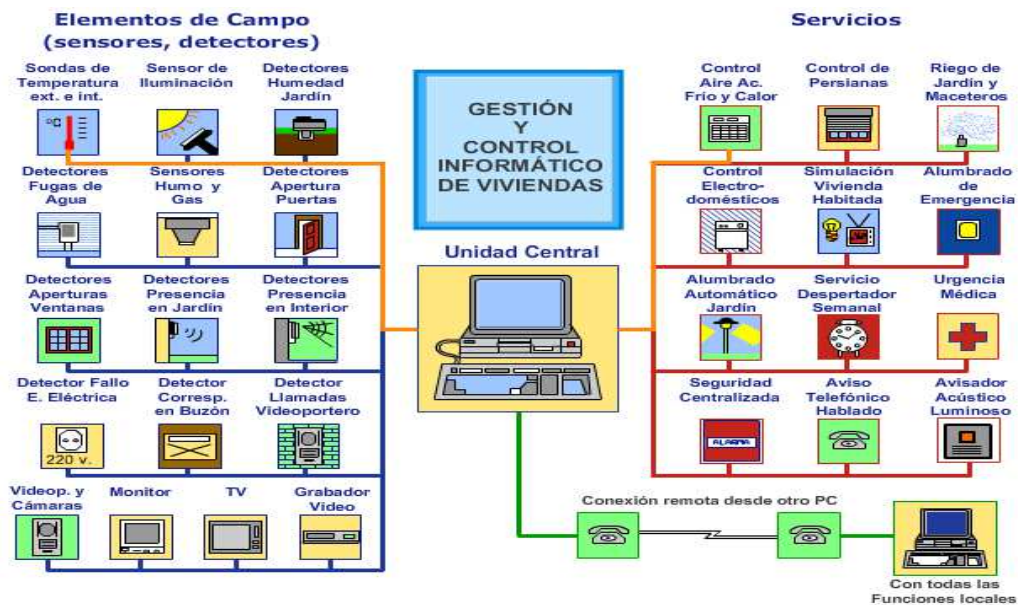 Elementos de Campo
(sensores, detectores)
Sondas de
Temperatura
ext. e int.
Sensor de
Iluminación
Detectores
Humedad
Jardín
Detectores
Fugas de
Agua
Sensores
Humo y
Gas
Detectores
Apertura
Puertas
Detectores
Aperturas
Ventanas
Detectores
Presencia
en Jardín
Detectores
Presencia
en Interior
Detector Fallo
E. Eléctrica
220 v.
Detector
Corresp.
en Buzón
Detector
Llamadas
Videoportero
Videop. y
Cámaras
Monitor
TV
Grabador
Vídeo
GESTIÓN
Y
CONTROL
INFORMÁTICO
DE VIVIENDAS
Unidad Central
Servicios
Control
Aire Ac.
Frío y Calor
Control de
Persianas
Riego de
Jardín y
Maceteros
Control
Electro-
domésticos
Simulación
Vivienda
Habitada
Alumbrado
de
Emergencia
Alumbrado
Automático
Jardín
Servicio
Despertador
Semanal
Urgencia
Médica
Seguridad
Centralizada
ALARMA
Aviso
Telefónico
Hablado
Avisador
Acústico
Luminoso
Conexión remota desde otro PC
Con todas las
Funciones locales